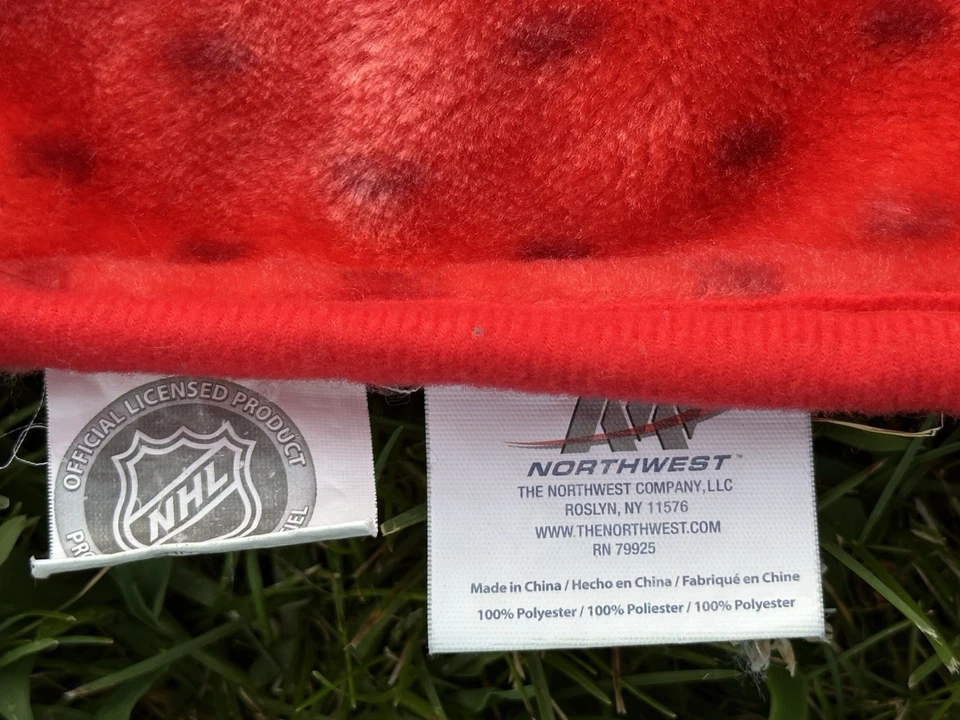 OFFICIAL LICENSED PRODUCT
NHL
NORTHWEST™
THE NORTHWEST COMPANY, LLC
ROSLYN, NY 11576
WWW.THENORTHWEST.COM
RN 79925
Made in China / Hecho en China / Fabriqué en Chine
100% Polyester / 100% Poliester / 100% Polyester